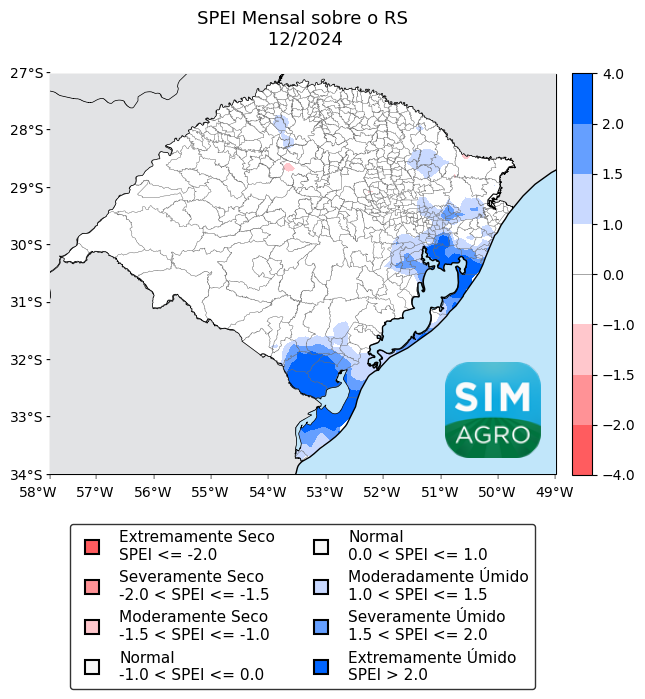 SPEI Mensal sobre o RS
12/2024
27°S
28°S
29°S
30°S
31°S
32°S
33°S
34°S
58°W 57°W 56°W 55°W 54°W 53°W 52°W 51°W 50°W 49°W
4.0
2.0
1.5
1.0
0.0
−1.0
−1.5
−2.0
−4.0
SIM
AGRO
Extremamente Seco
SPEI <= -2.0
Severamente Seco
-2.0 < SPEI <= -1.5
Moderamente Seco
-1.5 < SPEI <= -1.0
Normal
-1.0 < SPEI <= 0.0
Normal
0.0 < SPEI <= 1.0
Moderadamente Úmido
1.0 < SPEI <= 1.5
Severamente Úmido
1.5 < SPEI <= 2.0
Extremamente Úmido
SPEI > 2.0